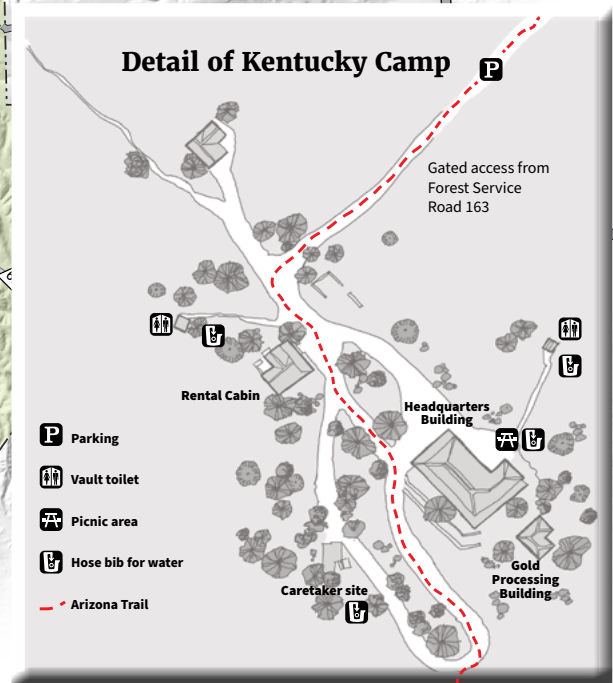 Detail of Kentucky Camp
P
Gated access from
Forest Service
Road 163
Rental Cabin
Headquarters
Building
P Parking
Vault toilet
Picnic area
Hose bib for water
Arizona Trail
Gold
Processing
Building
Caretaker site